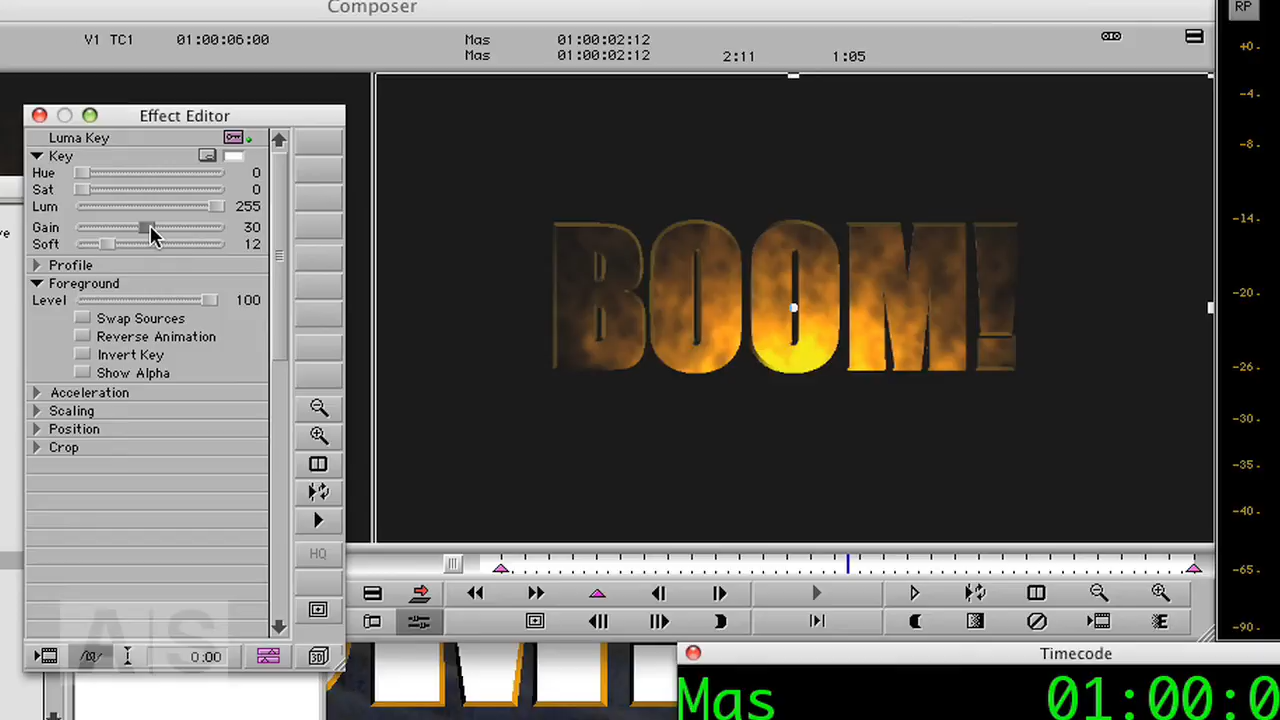 Composer
RP
V1 TC1 01:00:06:00 Mas 01:00:02:12
Mas 01:00:02:12 2:11 1:05
Effect Editor
Luma Key
Key
Hue 0
Sat 0
Lum 255
Gain 30
Soft 12
Profile
Foreground
Level 100
Swap Sources
Reverse Animation
Invert Key
Show Alpha
Acceleration
Scaling
Position
Crop
HQ
A|S
0:00
3D
BOOM!
+0
-4
-8
-14
-20
-26
-30
-35
-40
-65
-90
Timecode
Mas 01:00:0